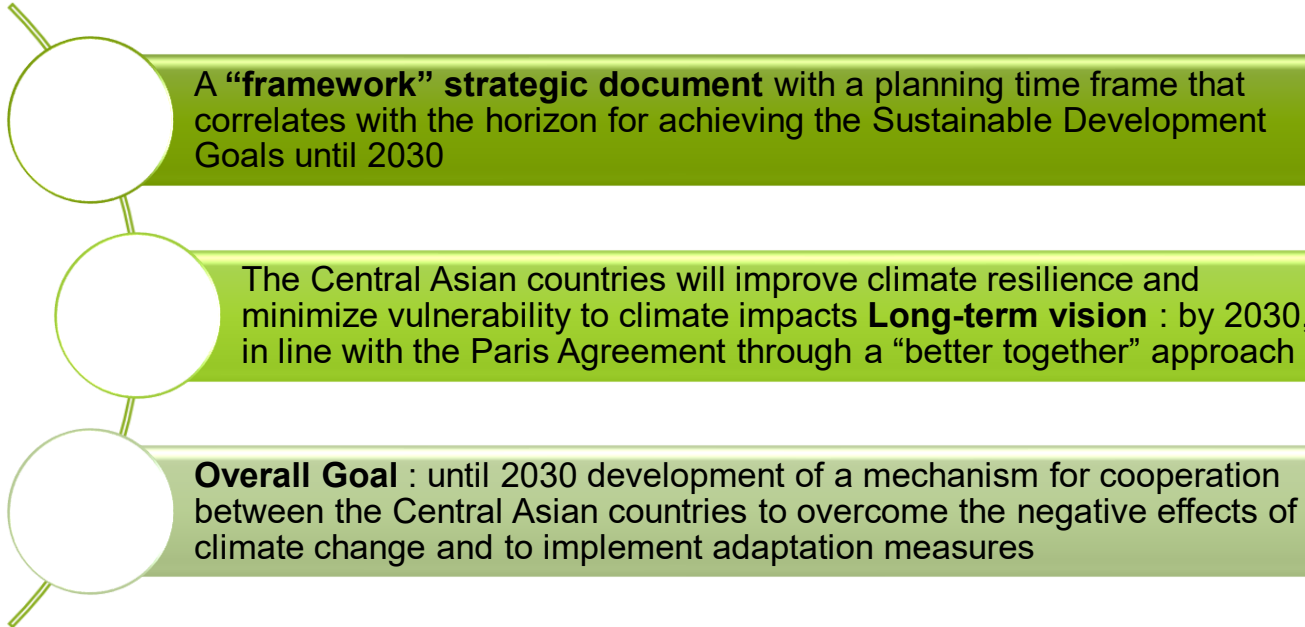 A “framework” strategic document with a planning time frame that
correlates with the horizon for achieving the Sustainable Development
Goals until 2030
The Central Asian countries will improve climate resilience and
minimize vulnerability to climate impacts Long-term vision : by 2030,
in line with the Paris Agreement through a “better together” approach
Overall Goal : until 2030 development of a mechanism for cooperation
between the Central Asian countries to overcome the negative effects of
climate change and to implement adaptation measures